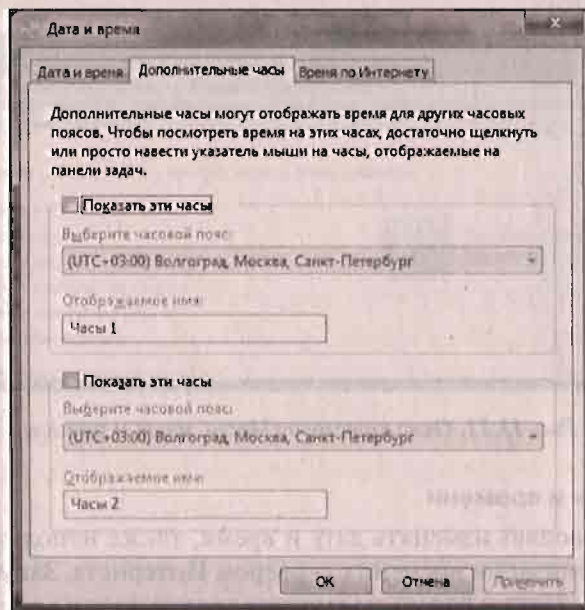 Дата и время
Дата и время Дополнительные часы Время по Интернету
Дополнительные часы могут отображать время для других часовых
поясов. Чтобы посмотреть время на этих часах, достаточно щелкнуть
или просто навести указатель мыши на часы, отображаемые на
панели задач.
Показать эти часы
Выберите часовой пояс:
(UTC+03:00) Волгоград, Москва, Санкт-Петербург
Отображаемое имя:
Часы 1
Показать эти часы
Выберите часовой пояс:
(UTC+03:00) Волгоград, Москва, Санкт-Петербург
Отображаемое имя:
Часы 2
ОК Отмена Применить